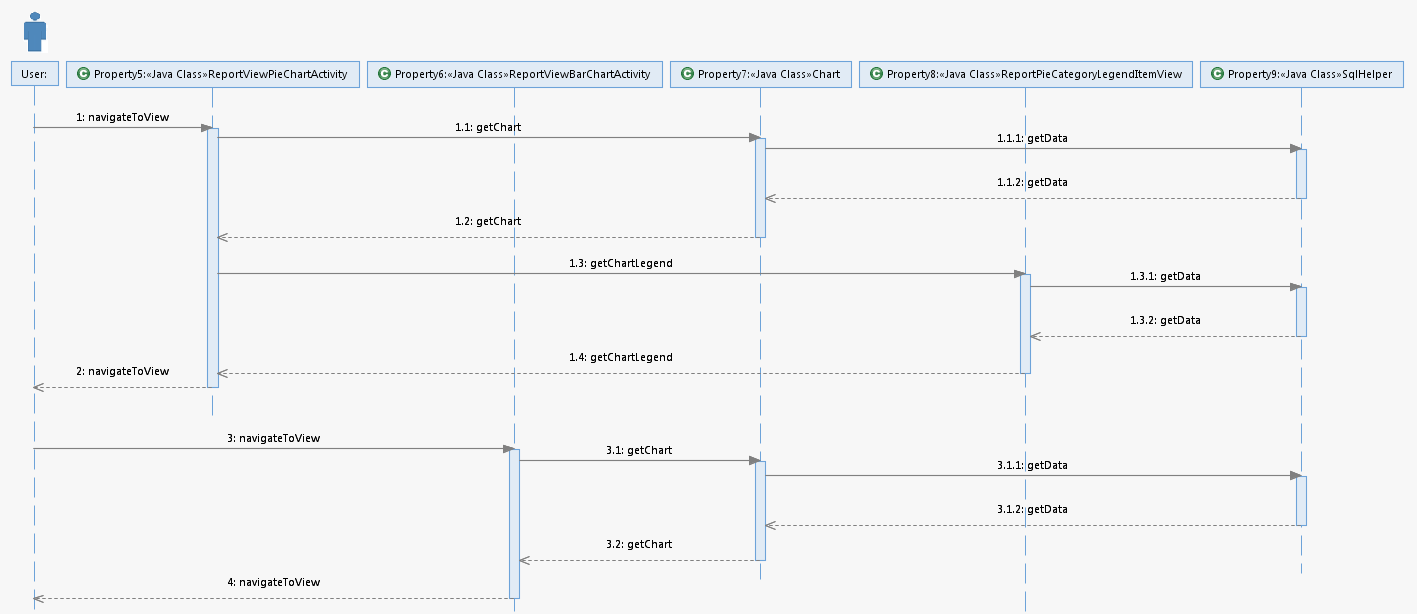 User:
C Property5:«Java Class»ReportViewPieChartActivity
C Property6:«Java Class»ReportViewBarChartActivity
C Property7:«Java Class»Chart
C Property8:«Java Class»ReportPieCategoryLegendItemView
C Property9:«Java Class»SqlHelper
1: navigateToView
1.1: getChart
1.1.1: getData
1.1.2: getData
1.2: getChart
1.3: getChartLegend
1.3.1: getData
1.3.2: getData
1.4: getChartLegend
2: navigateToView
3: navigateToView
3.1: getChart
3.1.1: getData
3.1.2: getData
3.2: getChart
4: navigateToView